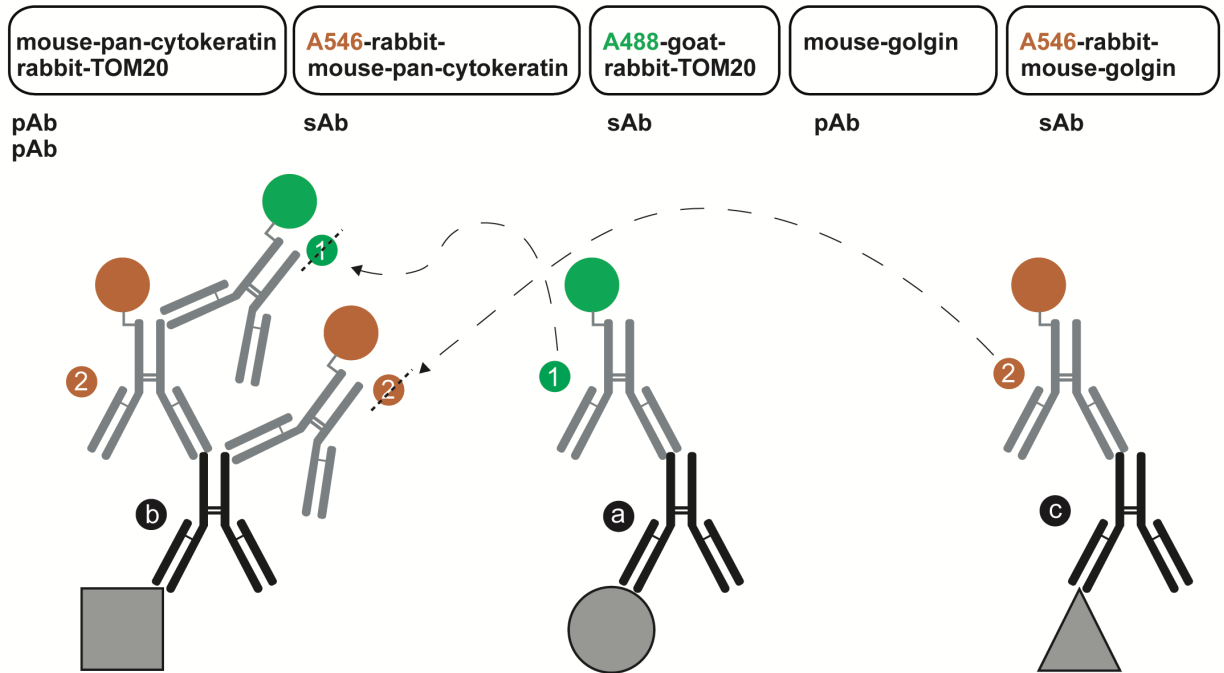 mouse-pan-cytokeratin
rabbit-TOM20
A546-rabbit-
mouse-pan-cytokeratin
A488-goat-
rabbit-TOM20
mouse-golgin
A546-rabbit-
mouse-golgin
pAb
pAb
sAb
sAb
pAb
sAb
1
2
2
1
2
b
a
c